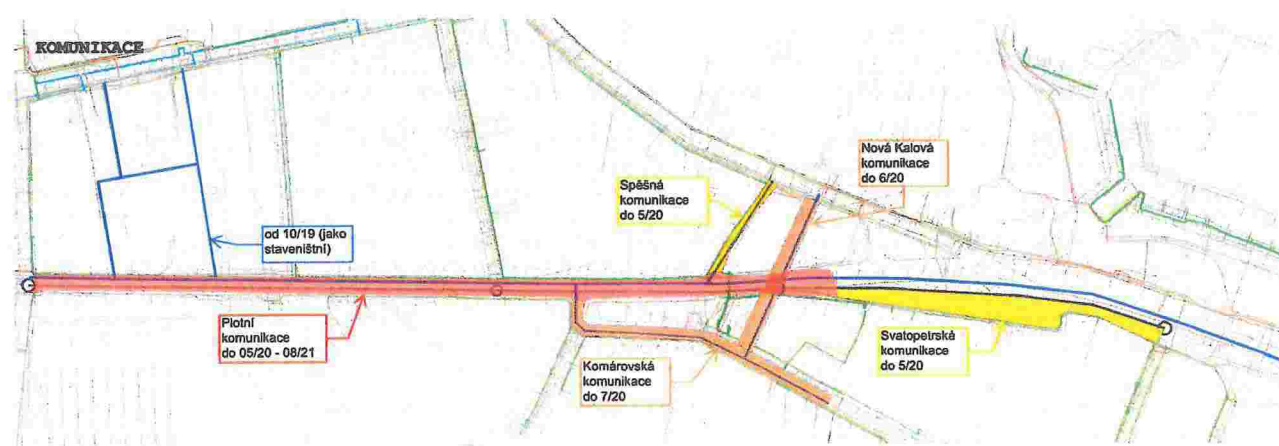 KOMUNIKACE
Nová Kalová
komunikace
do 6/20
Spěšná
komunikace
do 5/20
od 10/19 (jako
staveništní)
Plotní
komunikace
do 05/20 - 08/21
Svatopetrská
komunikace
do 5/20
Komárovská
komunikace
do 7/20